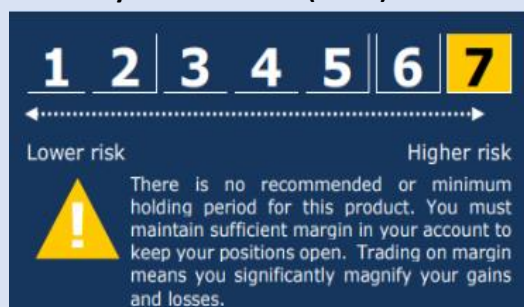 1 2 3 4 5 6 7
Lower risk Higher risk
There is no recommended or minimum
holding period for this product. You must
maintain sufficient margin in your account to
keep your positions open. Trading on margin
means you significantly magnify your gains
and losses.